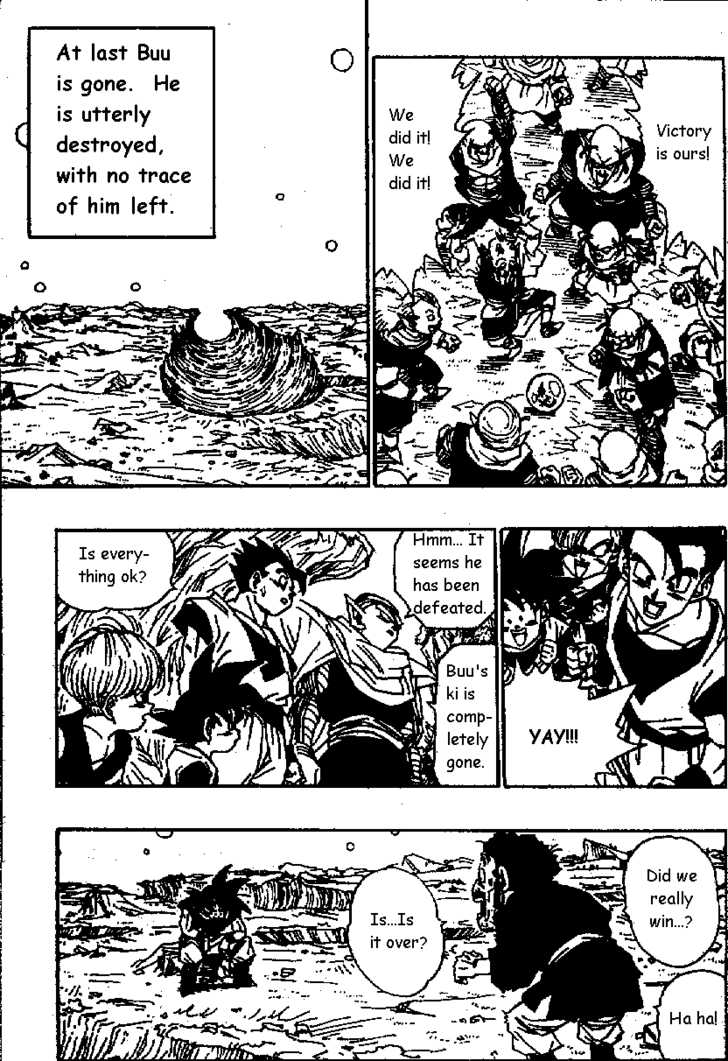 At last Buu
is gone. He
is utterly
destroyed,
with no trace
of him left.
We
did it!
We
did it!
Victory
is ours!
Is every-
thing ok?
Hmm... It
seems he
has been
defeated.
Buu's
ki is
comp-
letely
gone.
YAY!!!
Is...Is
it over?
Did we
really
win...?
Ha ha!